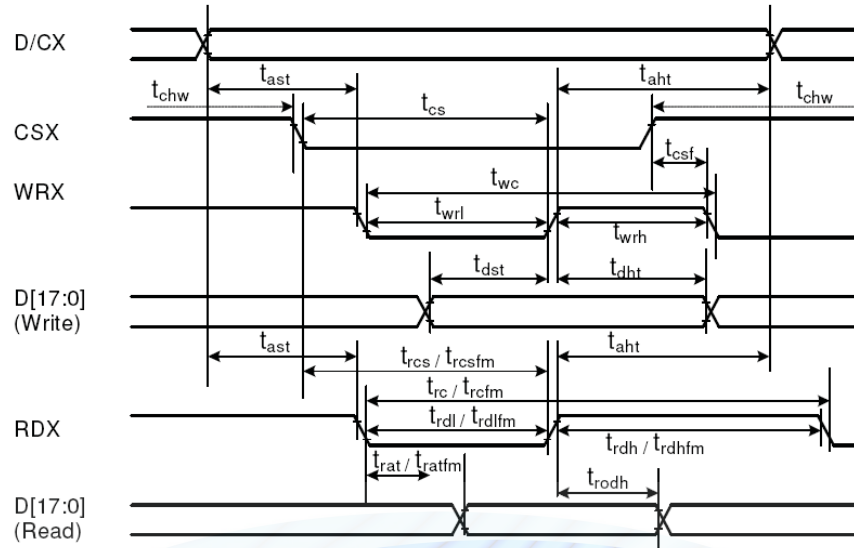 D/CX
tast
taht
tchw
tcs
tchw
CSX
tcsf
WRX
twc
twrl
twrh
tdst
tdht
D[17:0]
(Write)
tast
trcs / trcsfm
taht
trc / trcfm
RDX
trdl / trdlfm
trdh / trdhfm
trat / tratfm
trodh
D[17:0]
(Read)